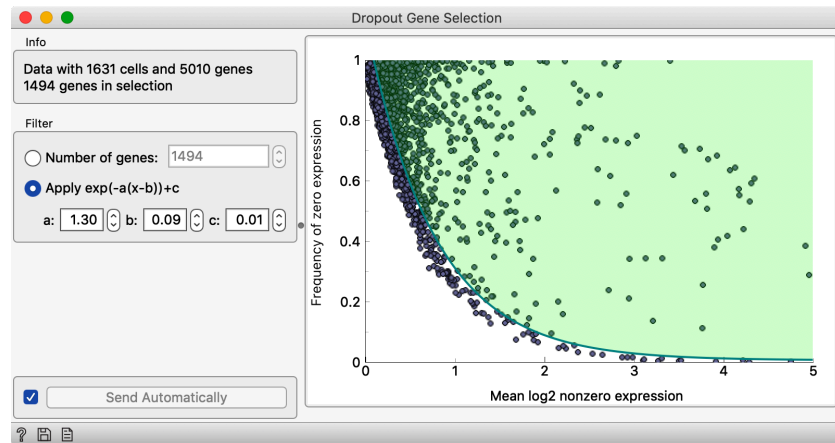 Dropout Gene Selection
Info
Data with 1631 cells and 5010 genes
1494 genes in selection
Filter
Number of genes: 1494
Apply exp(-a(x-b))+c
a: 1.30 b: 0.09 c: 0.01
Send Automatically
Frequency of zero expression
1
0.8
0.6
0.4
0.2
0
0 1 2 3 4 5
Mean log2 nonzero expression
?